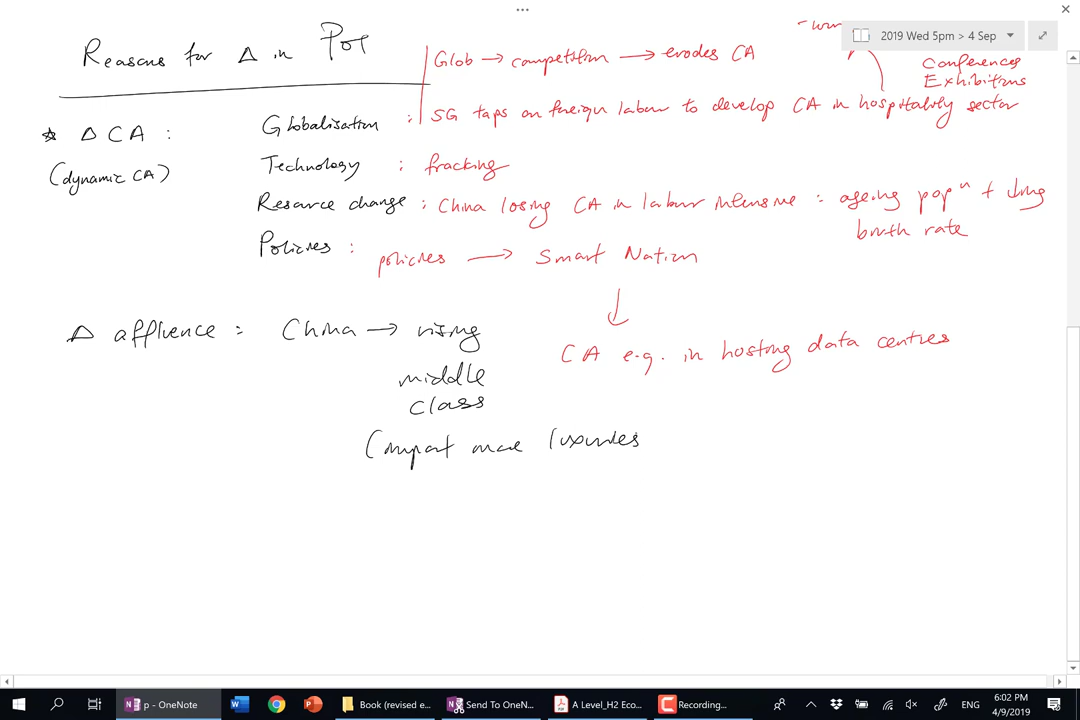 2019 Wed 5pm > 4 Sep
Conferences
Exhibitions
Reasons for Δ in PoT
Glob → competition → erodes CA
SG taps on foreign labour to develop CA in hospitality sector
* Δ CA :
(dynamic CA)
Globalisation :
Technology : fracking
Resource change : China losing CA in labour intensive : ageing popⁿ + ↓ing
birth rate
Policies : policies → Smart Nation
↓
CA e.g. in hosting data centres
Δ affluence : China → rising
middle
class
(import more luxuries
p - OneNote
Book (revised e...
Send To OneN...
A Level_H2 Eco...
Recording...
ENG
6:02 PM
4/9/2019